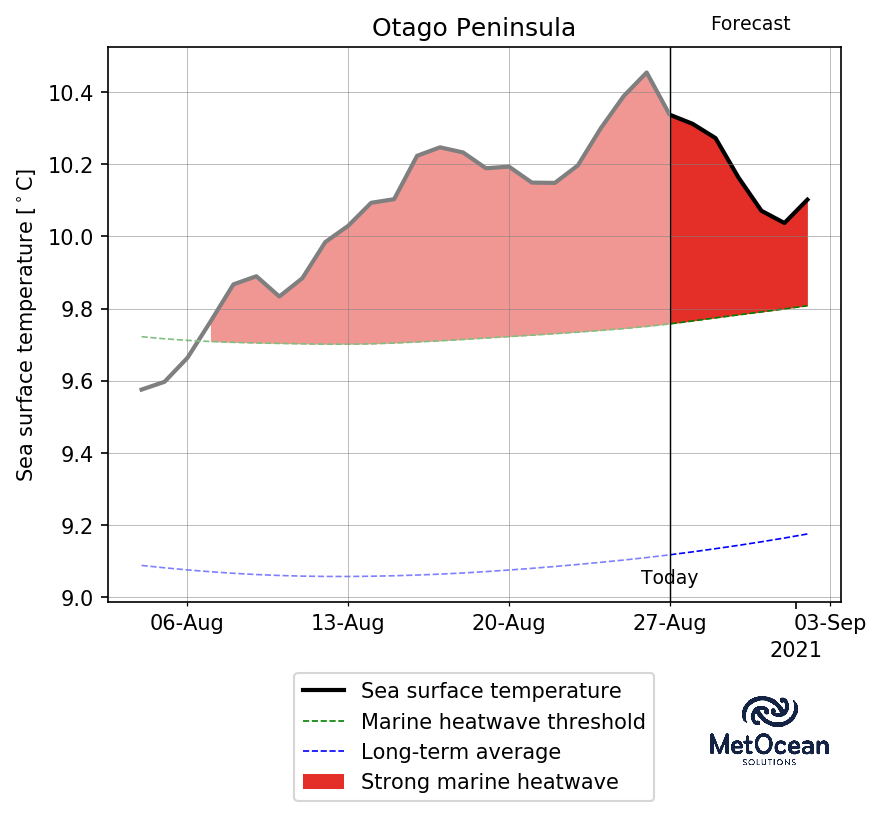 Otago Peninsula
Forecast
Sea surface temperature [°C]
10.4
10.2
10.0
9.8
9.6
9.4
9.2
9.0
Today
06-Aug
13-Aug
20-Aug
27-Aug
03-Sep
2021
Sea surface temperature
Marine heatwave threshold
Long-term average
Strong marine heatwave
MetOcean
SOLUTIONS